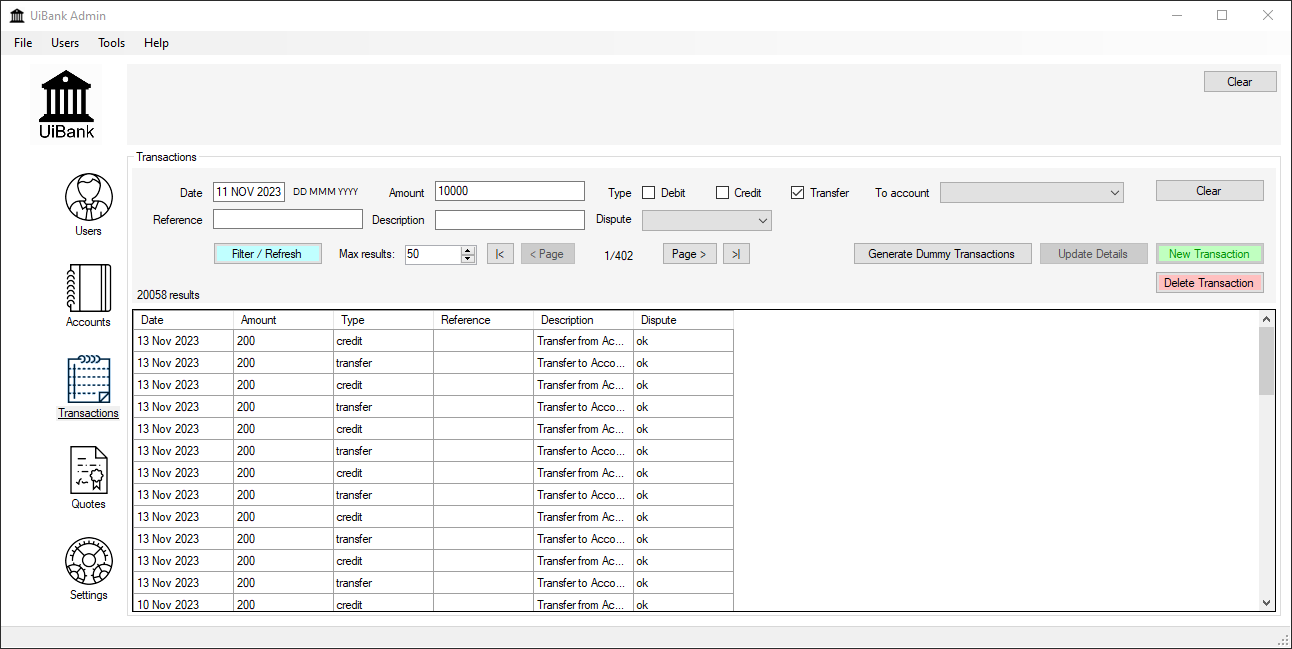 UiBank Admin
File Users Tools Help
UiBank
Clear
Transactions
Date 11 NOV 2023 DD MMM YYYY Amount 10000 Type Debit Credit Transfer To account Clear
Reference Description Dispute
Filter / Refresh Max results: 50 |< < Page 1/402 Page > >| Generate Dummy Transactions Update Details New Transaction
Delete Transaction
20058 results
Users
Accounts
Transactions
Quotes
Settings
Date Amount Type Reference Description Dispute
13 Nov 2023 200 credit Transfer from Ac... ok
13 Nov 2023 200 transfer Transfer to Acco... ok
13 Nov 2023 200 credit Transfer from Ac... ok
13 Nov 2023 200 transfer Transfer to Acco... ok
13 Nov 2023 200 credit Transfer from Ac... ok
13 Nov 2023 200 transfer Transfer to Acco... ok
13 Nov 2023 200 credit Transfer from Ac... ok
13 Nov 2023 200 transfer Transfer to Acco... ok
13 Nov 2023 200 credit Transfer from Ac... ok
13 Nov 2023 200 transfer Transfer to Acco... ok
13 Nov 2023 200 credit Transfer from Ac... ok
13 Nov 2023 200 transfer Transfer to Acco... ok
10 Nov 2023 200 credit Transfer from Ac... ok